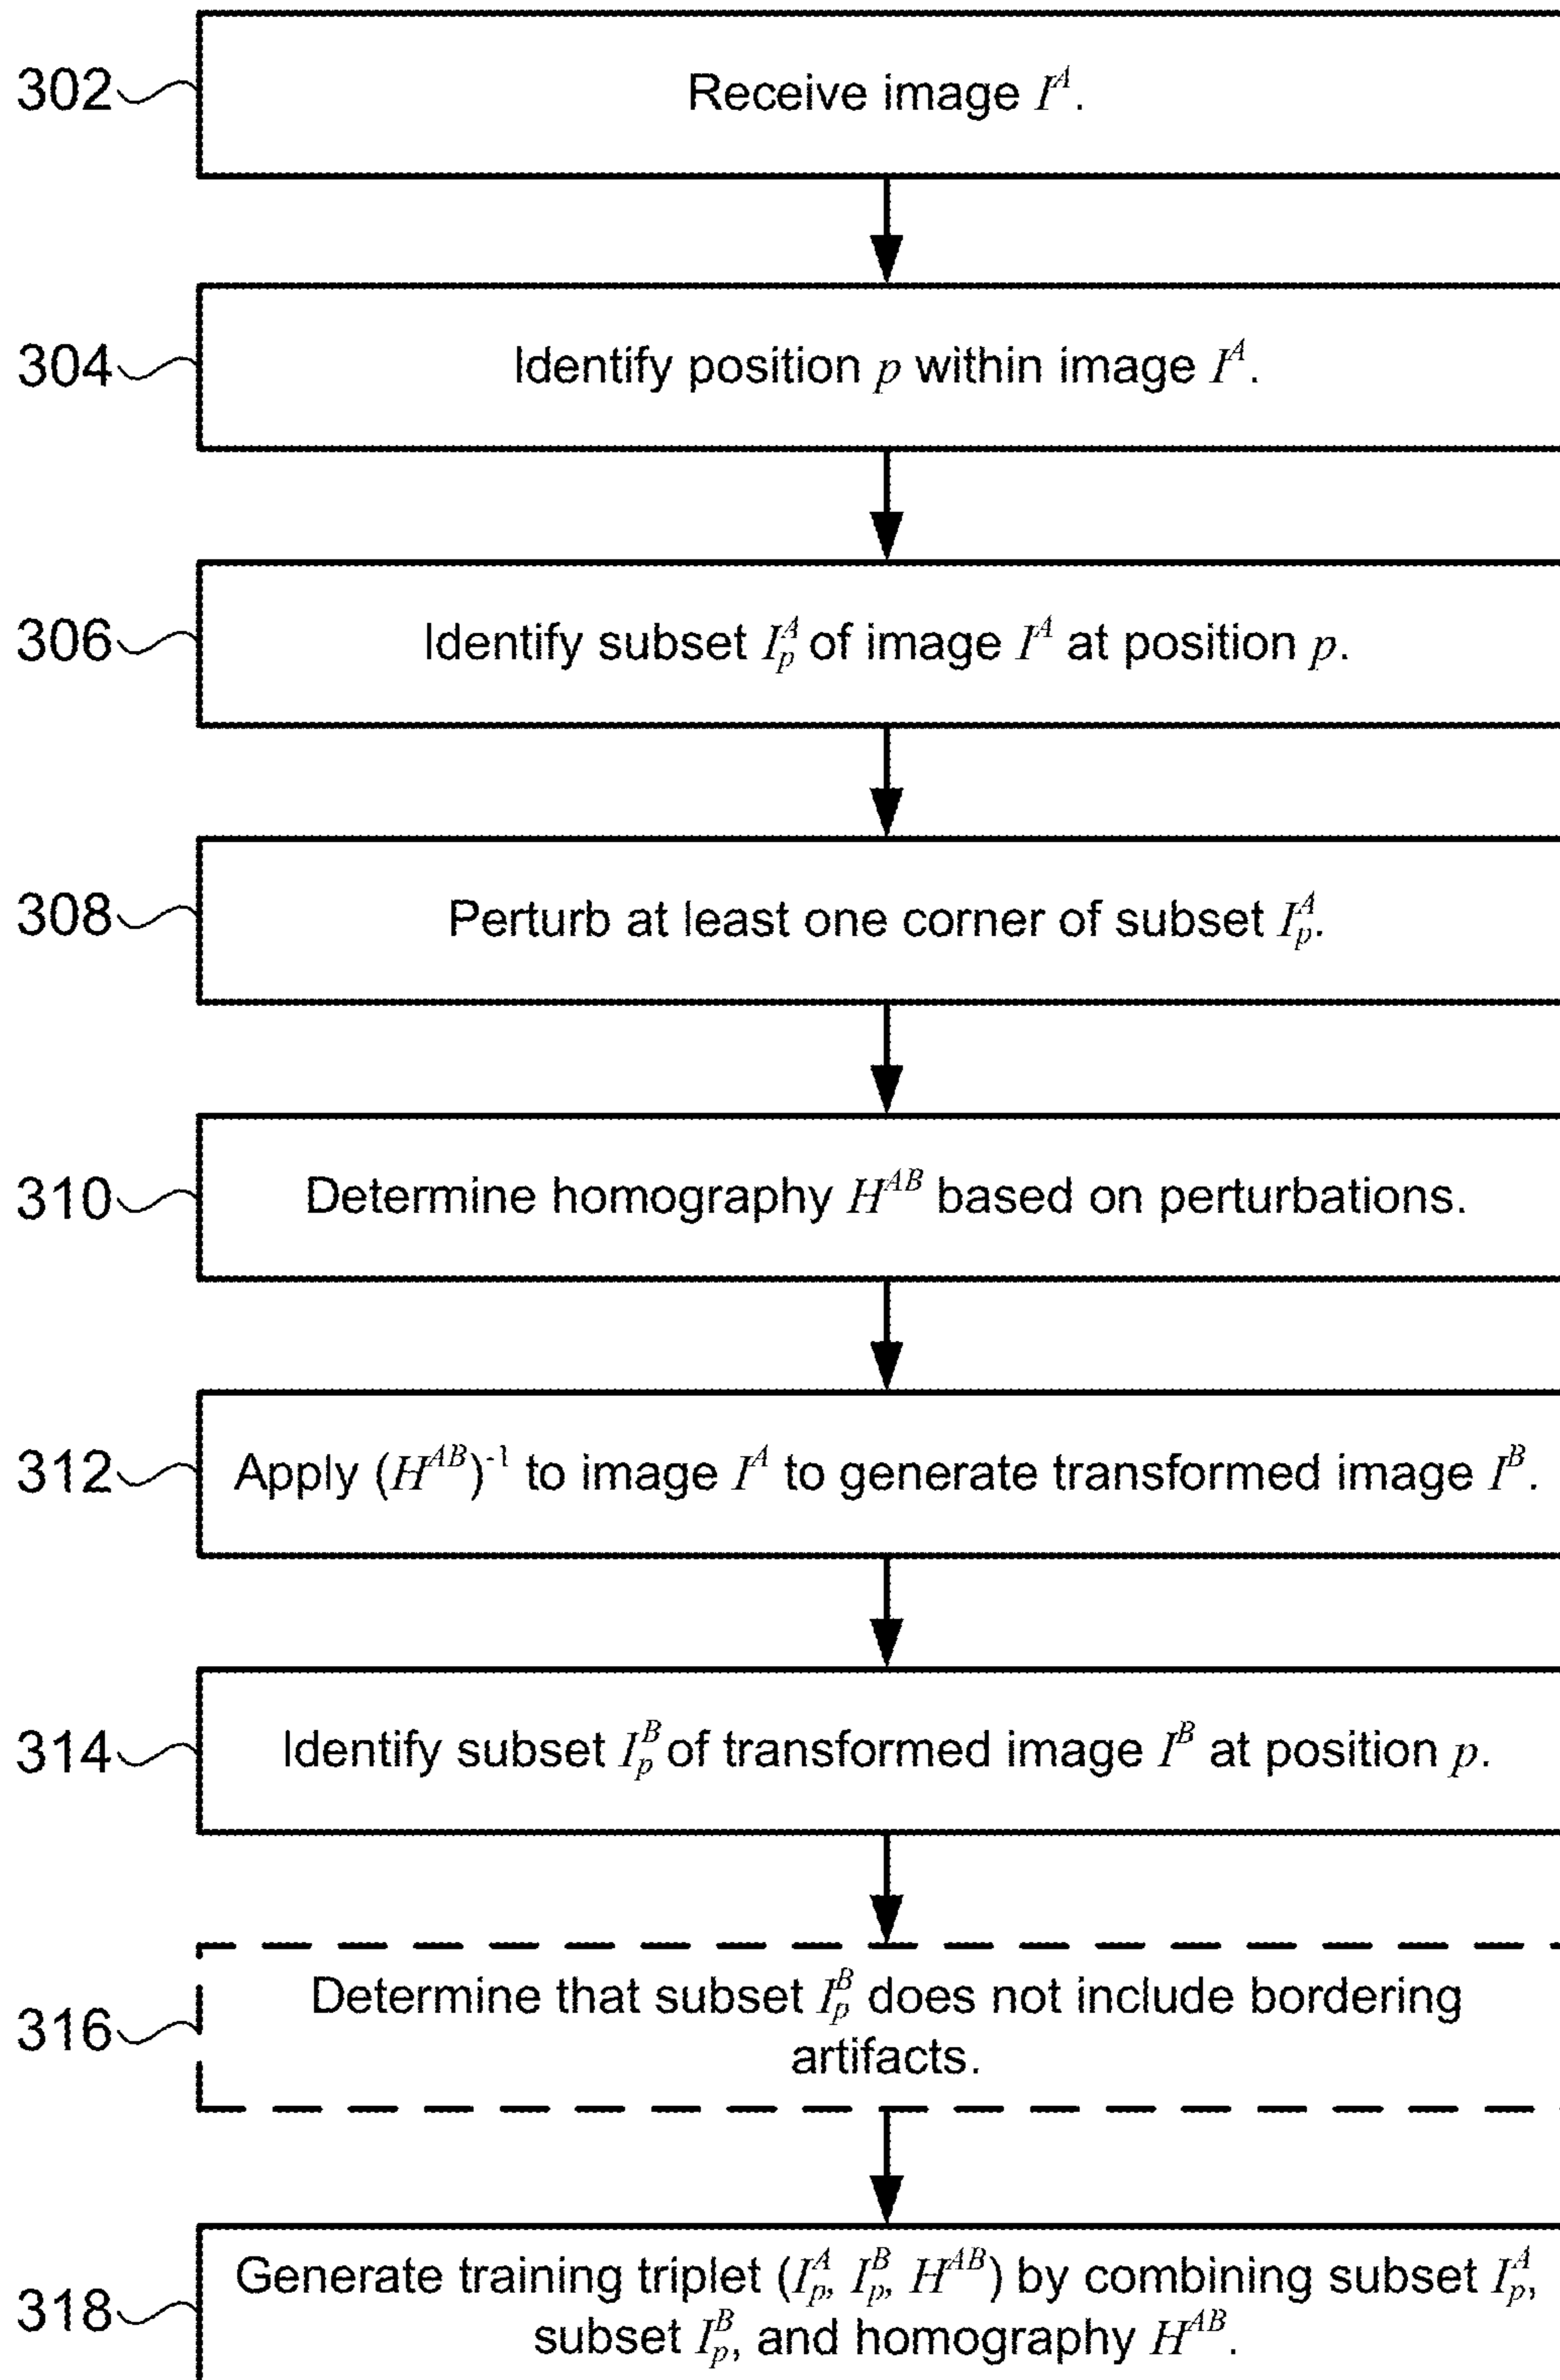 302 Receive image Iᴬ.
304 Identify position p within image Iᴬ.
306 Identify subset I_p^A of image Iᴬ at position p.
308 Perturb at least one corner of subset I_p^A.
310 Determine homography H^AB based on perturbations.
312 Apply (H^AB)^-1 to image Iᴬ to generate transformed image I^B.
314 Identify subset I_p^B of transformed image I^B at position p.
316 Determine that subset I_p^B does not include bordering
artifacts.
318 Generate training triplet (I_p^A, I_p^B, H^AB) by combining subset I_p^A,
subset I_p^B, and homography H^AB.